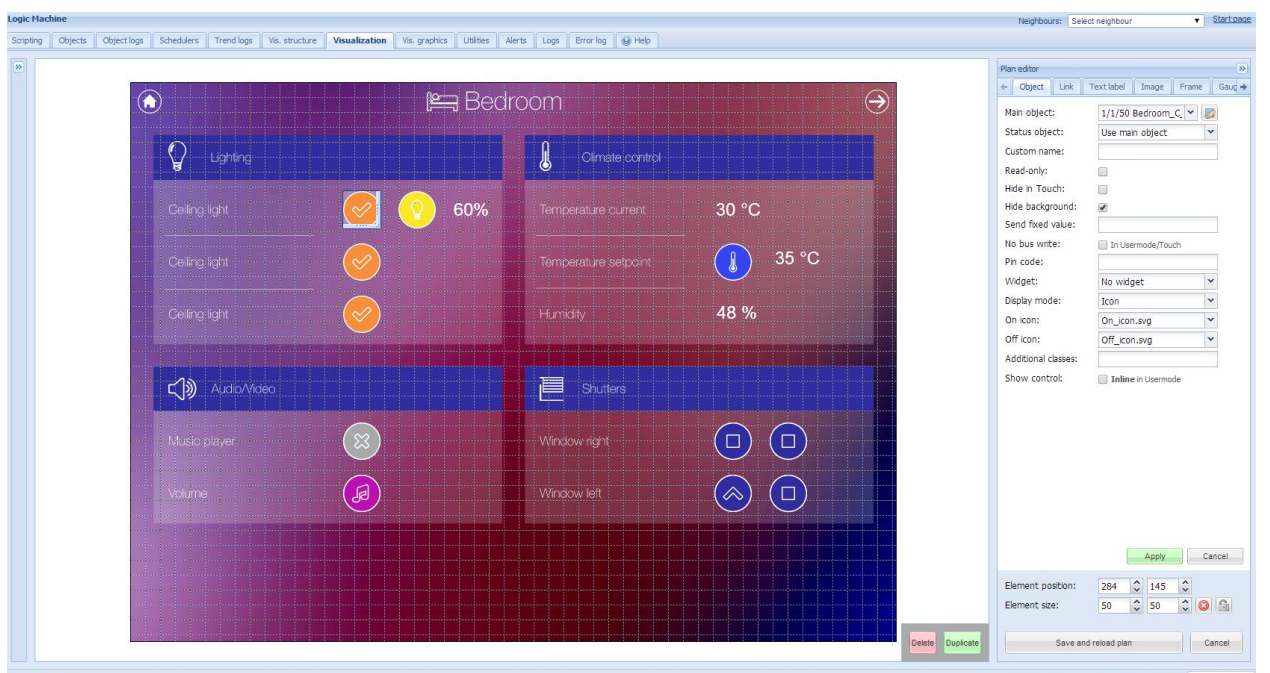 Logic Machine
Neighbours: Select neighbour Start page
Scripting Objects Object logs Schedulers Trend logs Vis. structure Visualization Vis. graphics Utilities Alerts Logs Error log Help
Plan editor
Object Link Text label Image Frame Gaug
Bedroom
Lighting
Ceiling light 60%
Ceiling light
Ceiling light
Climate control
Temperature current 30 °C
Temperature setpoint 35 °C
Humidity 48 %
Audio/Video
Music player
Volume
Shutters
Window right
Window left
Delete Duplicate
Main object: 1/1/50 Bedroom_C_
Status object: Use main object
Custom name:
Read-only:
Hide in Touch:
Hide background:
Send fixed value:
No bus write: In Usermode/Touch
Pin code:
Widget: No widget
Display mode: Icon
On icon: On_icon.svg
Off icon: Off_icon.svg
Additional classes:
Show control: Inline in Usermode
Apply Cancel
Element position: 284 145
Element size: 50 50
Save and reload plan Cancel